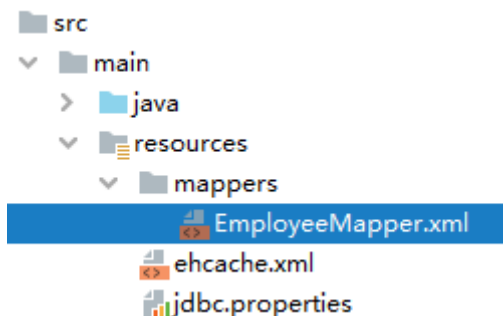 src
main
java
resources
mappers
EmployeeMapper.xml
ehcache.xml
jdbc.properties